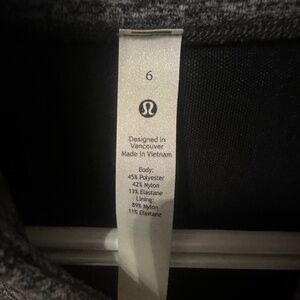 6
Designed in
Vancouver
Made in Vietnam
Body:
45% Polyester
42% Nylon
13% Elastane
Lining:
89% Nylon
11% Elastane